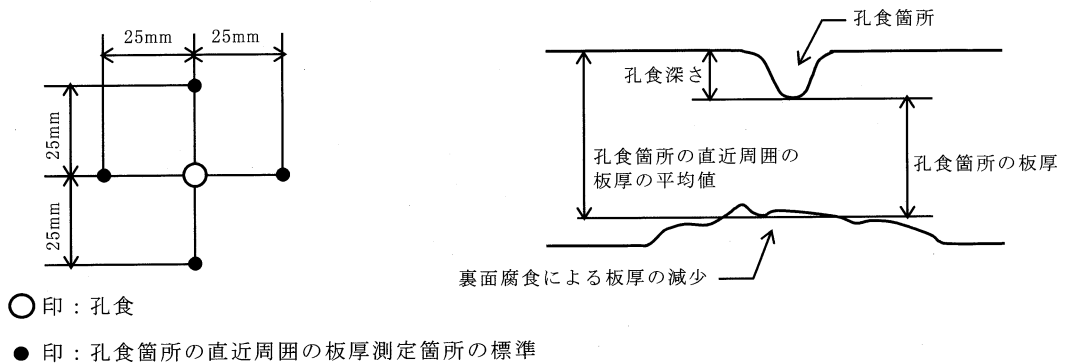 25mm
25mm
25mm
25mm
印：孔食
印：孔食箇所の直近周囲の板厚測定箇所の標準
孔食箇所
孔食深さ
孔食箇所の直近周囲の
板厚の平均値
孔食箇所の板厚
裏面腐食による板厚の減少